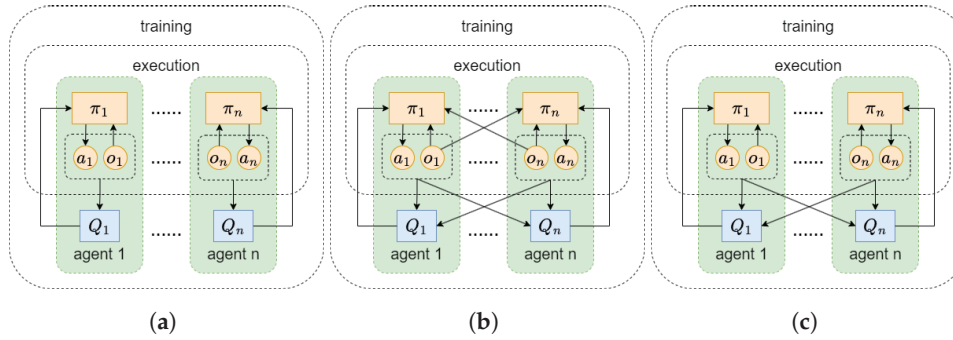 training
execution
π₁ ...... πₙ
a₁ o₁ ...... oₙ aₙ
Q₁ ...... Qₙ
agent 1 agent n
(a)
training
execution
π₁ ...... πₙ
a₁ o₁ ...... oₙ aₙ
Q₁ ...... Qₙ
agent 1 agent n
(b)
training
execution
π₁ ...... πₙ
a₁ o₁ ...... oₙ aₙ
Q₁ ...... Qₙ
agent 1 agent n
(c)